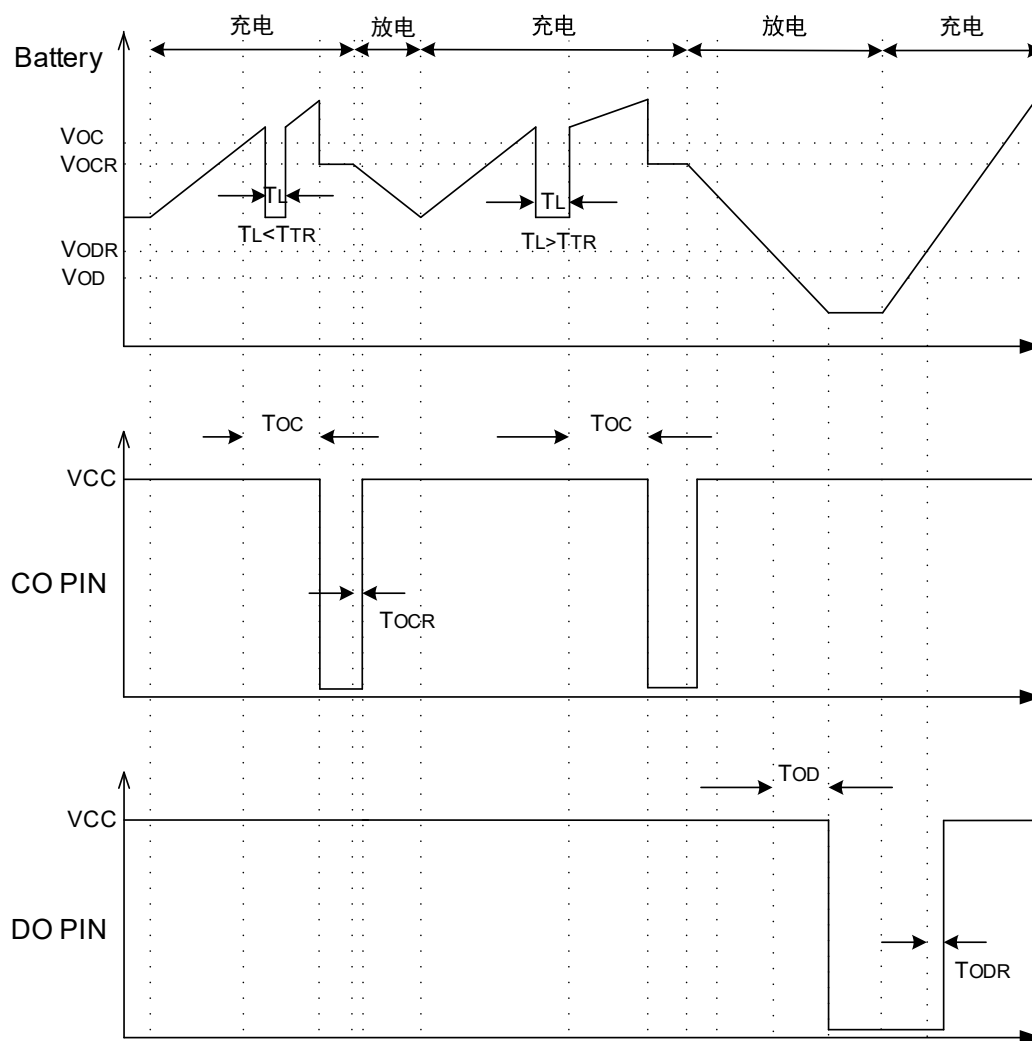 充电
放电
充电
放电
充电
Battery
VOC
VOCR
TL
TL
TL<TTR
TL>TTR
VODR
VOD
TOC
TOC
VCC
CO PIN
TOCR
TOD
VCC
DO PIN
TODR